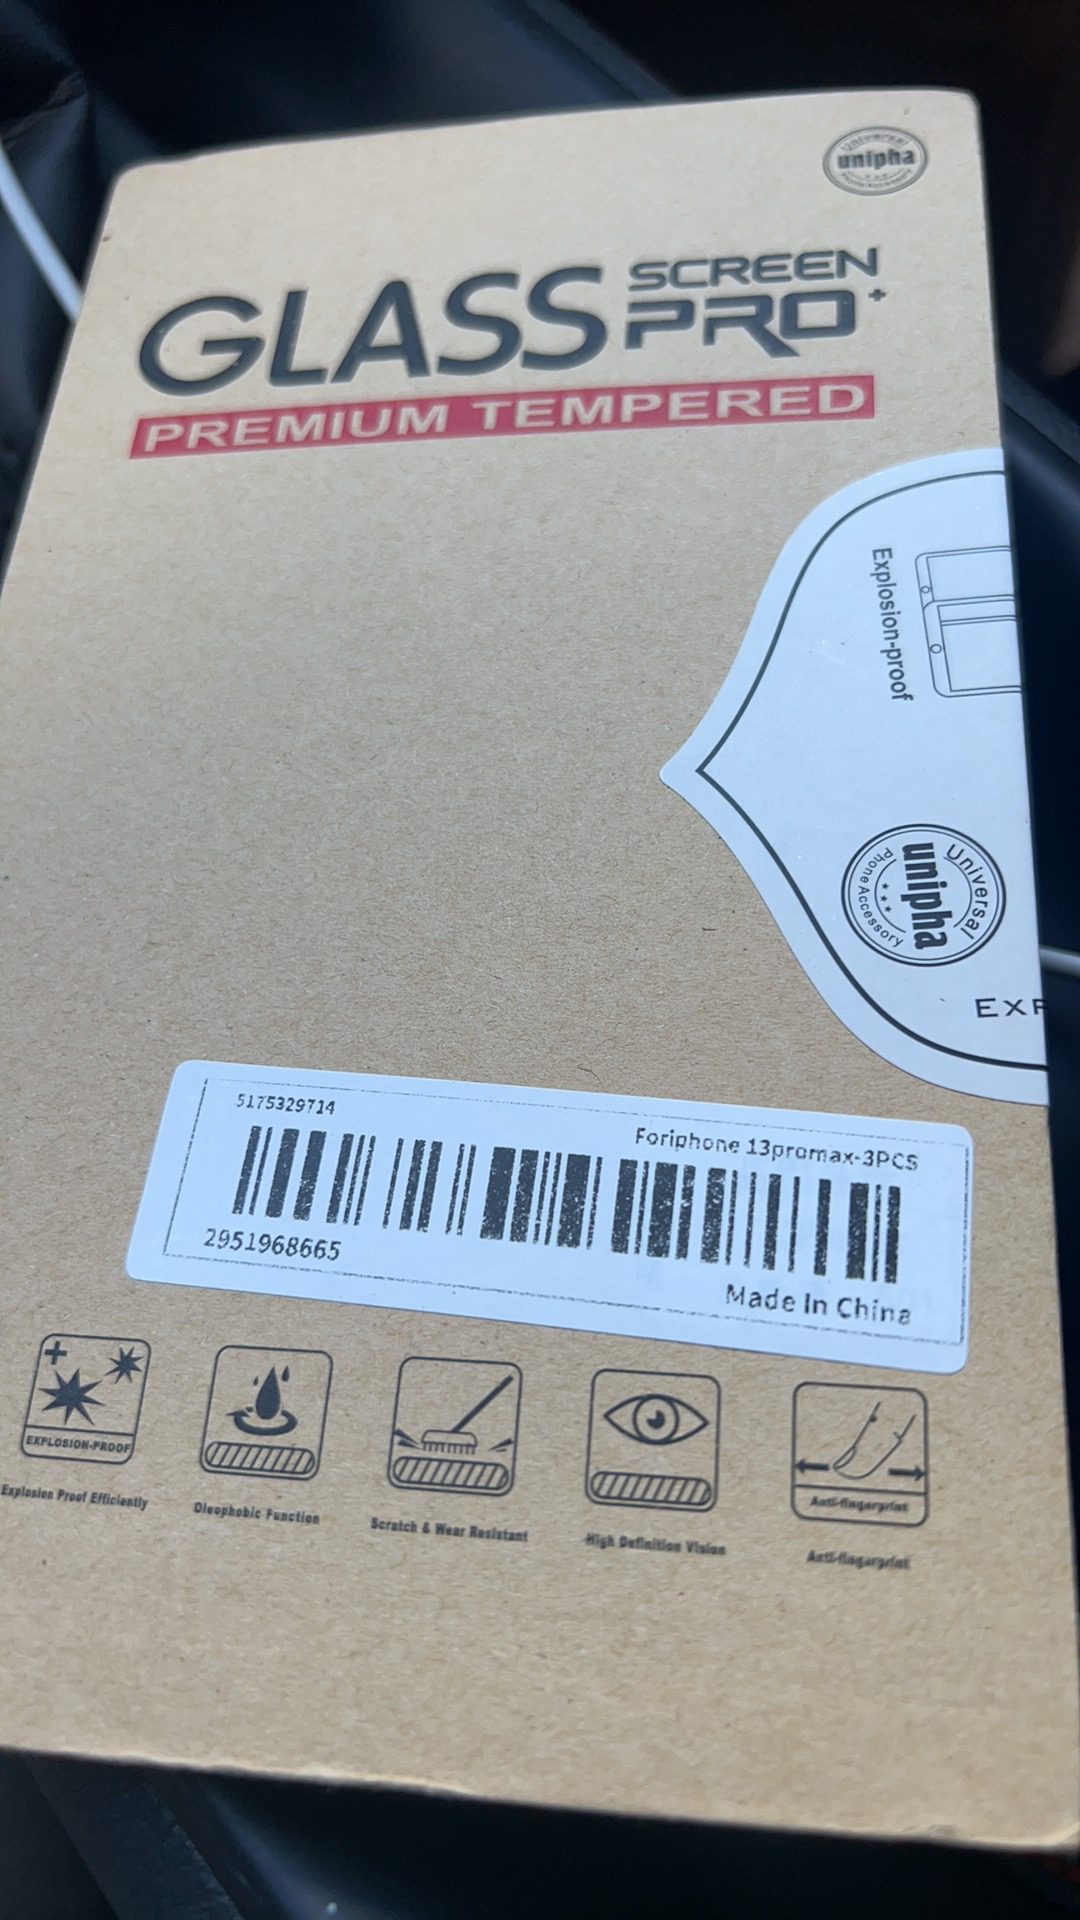 Universal
unipha
Phone Accessory
GLASS SCREEN PRO+
PREMIUM TEMPERED
Explosion-proof
Universal
unipha
Phone Accessory
EXP
5175329714
Foriphone 13promax-3PCS
2951968665
Made In China
EXPLOSION-PROOF
Anti-fingerprint
Explosion Proof Efficiently
Oleophobic Function
Scratch & Wear Resistant
High Definition Vision
Anti-fingerprint